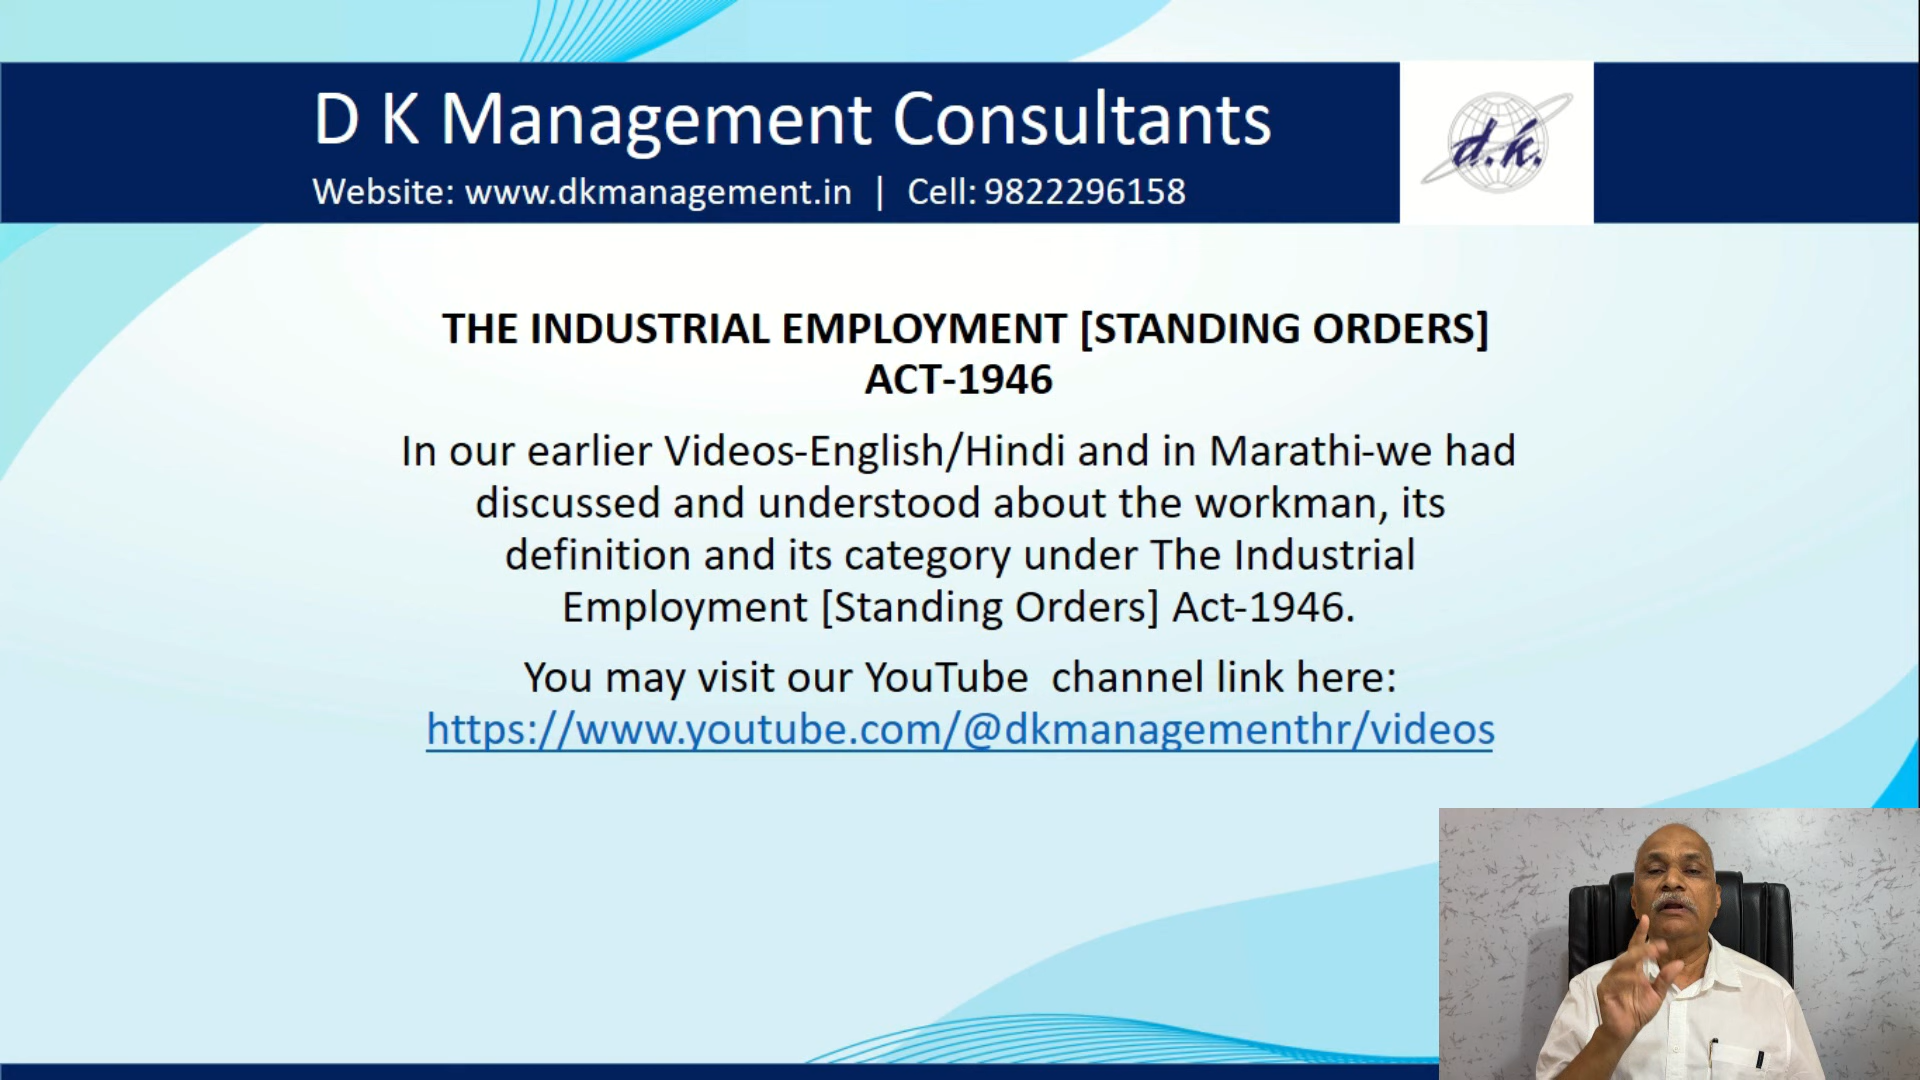 D K Management Consultants
Website: www.dkmanagement.in | Cell: 9822296158
d.k.
THE INDUSTRIAL EMPLOYMENT [STANDING ORDERS]
ACT-1946
In our earlier Videos-English/Hindi and in Marathi-we had
discussed and understood about the workman, its
definition and its category under The Industrial
Employment [Standing Orders] Act-1946.
You may visit our YouTube channel link here:
https://www.youtube.com/@dkmanagementhr/videos